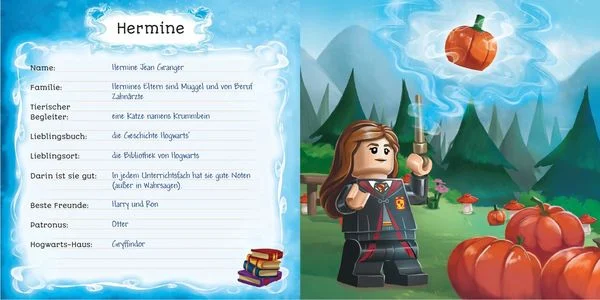 Hermine
Name: Hermine Jean Granger
Familie: Hermines Eltern sind Muggel und von Beruf
Zahnärzte
Tierischer
Begleiter: eine Katze namens Krummbein
Lieblingsbuch: die Geschichte Hogwarts'
Lieblingsort: die Bibliothek von Hogwarts
Darin ist sie gut: In jedem Unterrichtsfach hat sie gute Noten
(außer in Wahrsagen).
Beste Freunde: Harry und Ron
Patronus: Otter
Hogwarts-Haus: Gryffindor